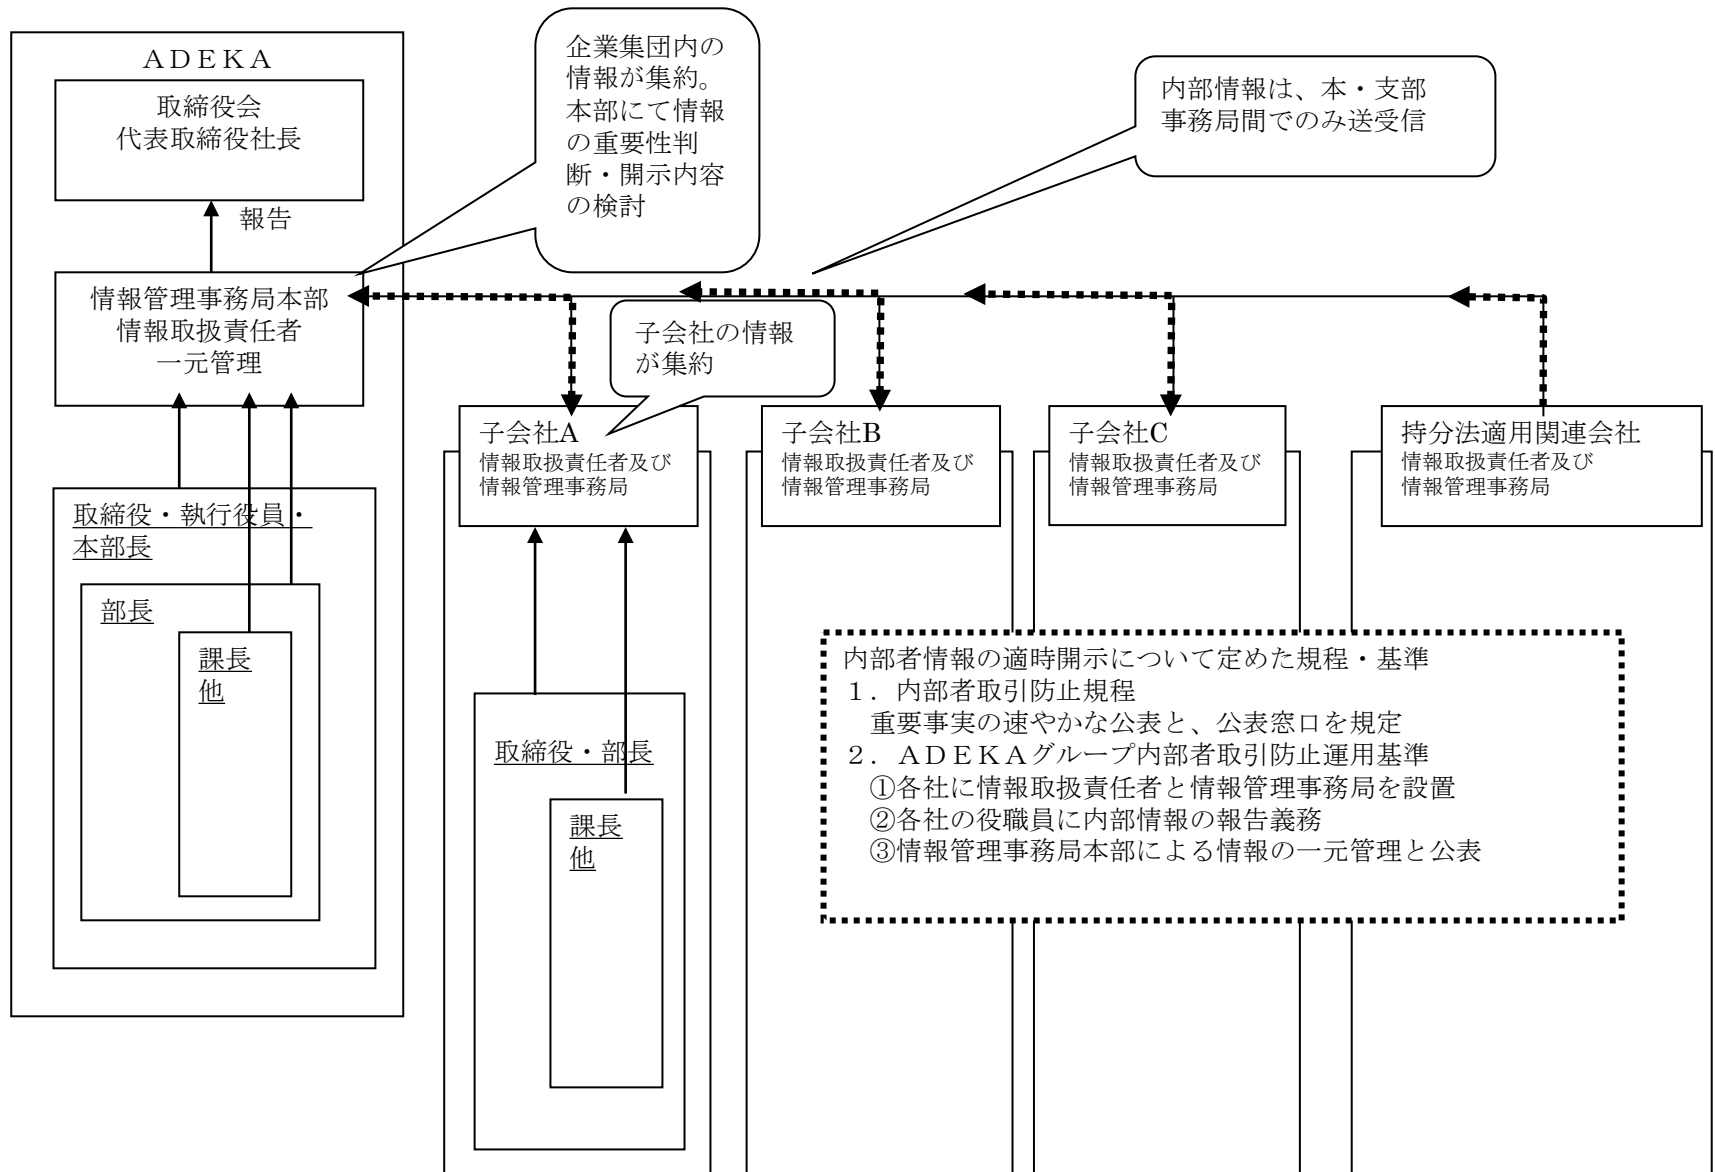 ＡＤＥＫＡ
取締役会
代表取締役社長
報告
情報管理事務局本部
情報取扱責任者
一元管理
取締役・執行役員・
本部長
部長
課長
他
企業集団内の
情報が集約。
本部にて情報
の重要性判
断・開示内容
の検討
内部情報は、本・支部
事務局間でのみ送受信
子会社の情報
が集約
子会社A
情報取扱責任者及び
情報管理事務局
取締役・部長
課長
他
子会社B
情報取扱責任者及び
情報管理事務局
子会社C
情報取扱責任者及び
情報管理事務局
持分法適用関連会社
情報取扱責任者及び
情報管理事務局
内部者情報の適時開示について定めた規程・基準
１．内部者取引防止規程
重要事実の速やかな公表と、公表窓口を規定
２．ＡＤＥＫＡグループ内部者取引防止運用基準
①各社に情報取扱責任者と情報管理事務局を設置
②各社の役職員に内部情報の報告義務
③情報管理事務局本部による情報の一元管理と公表